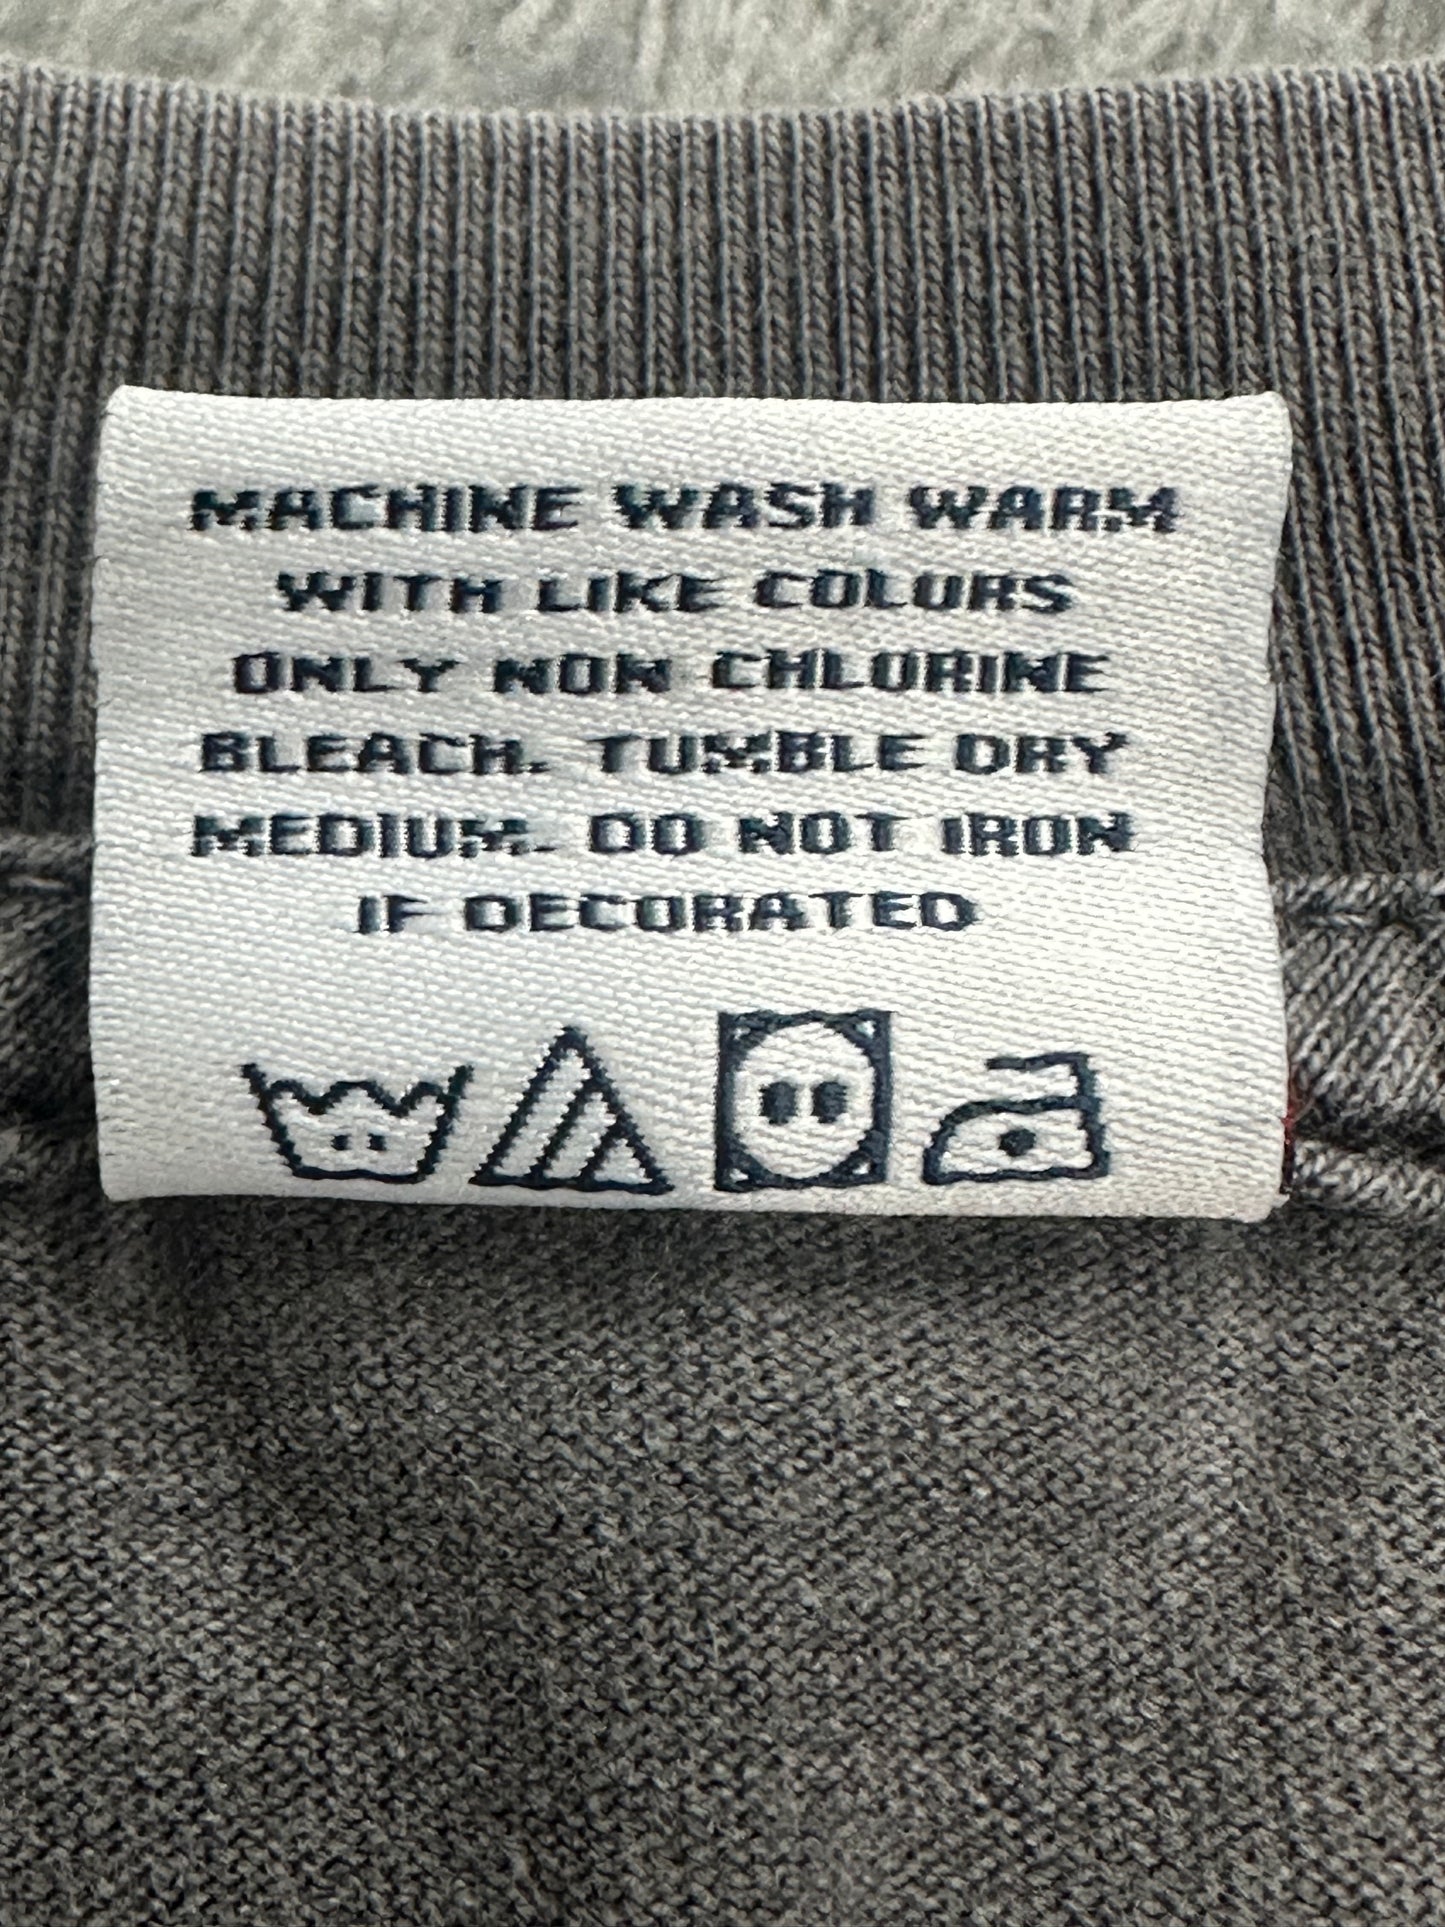 MACHINE WASH WARM
WITH LIKE COLORS
ONLY NON CHLORINE
BLEACH. TUMBLE DRY
MEDIUM. DO NOT IRON
IF DECORATED